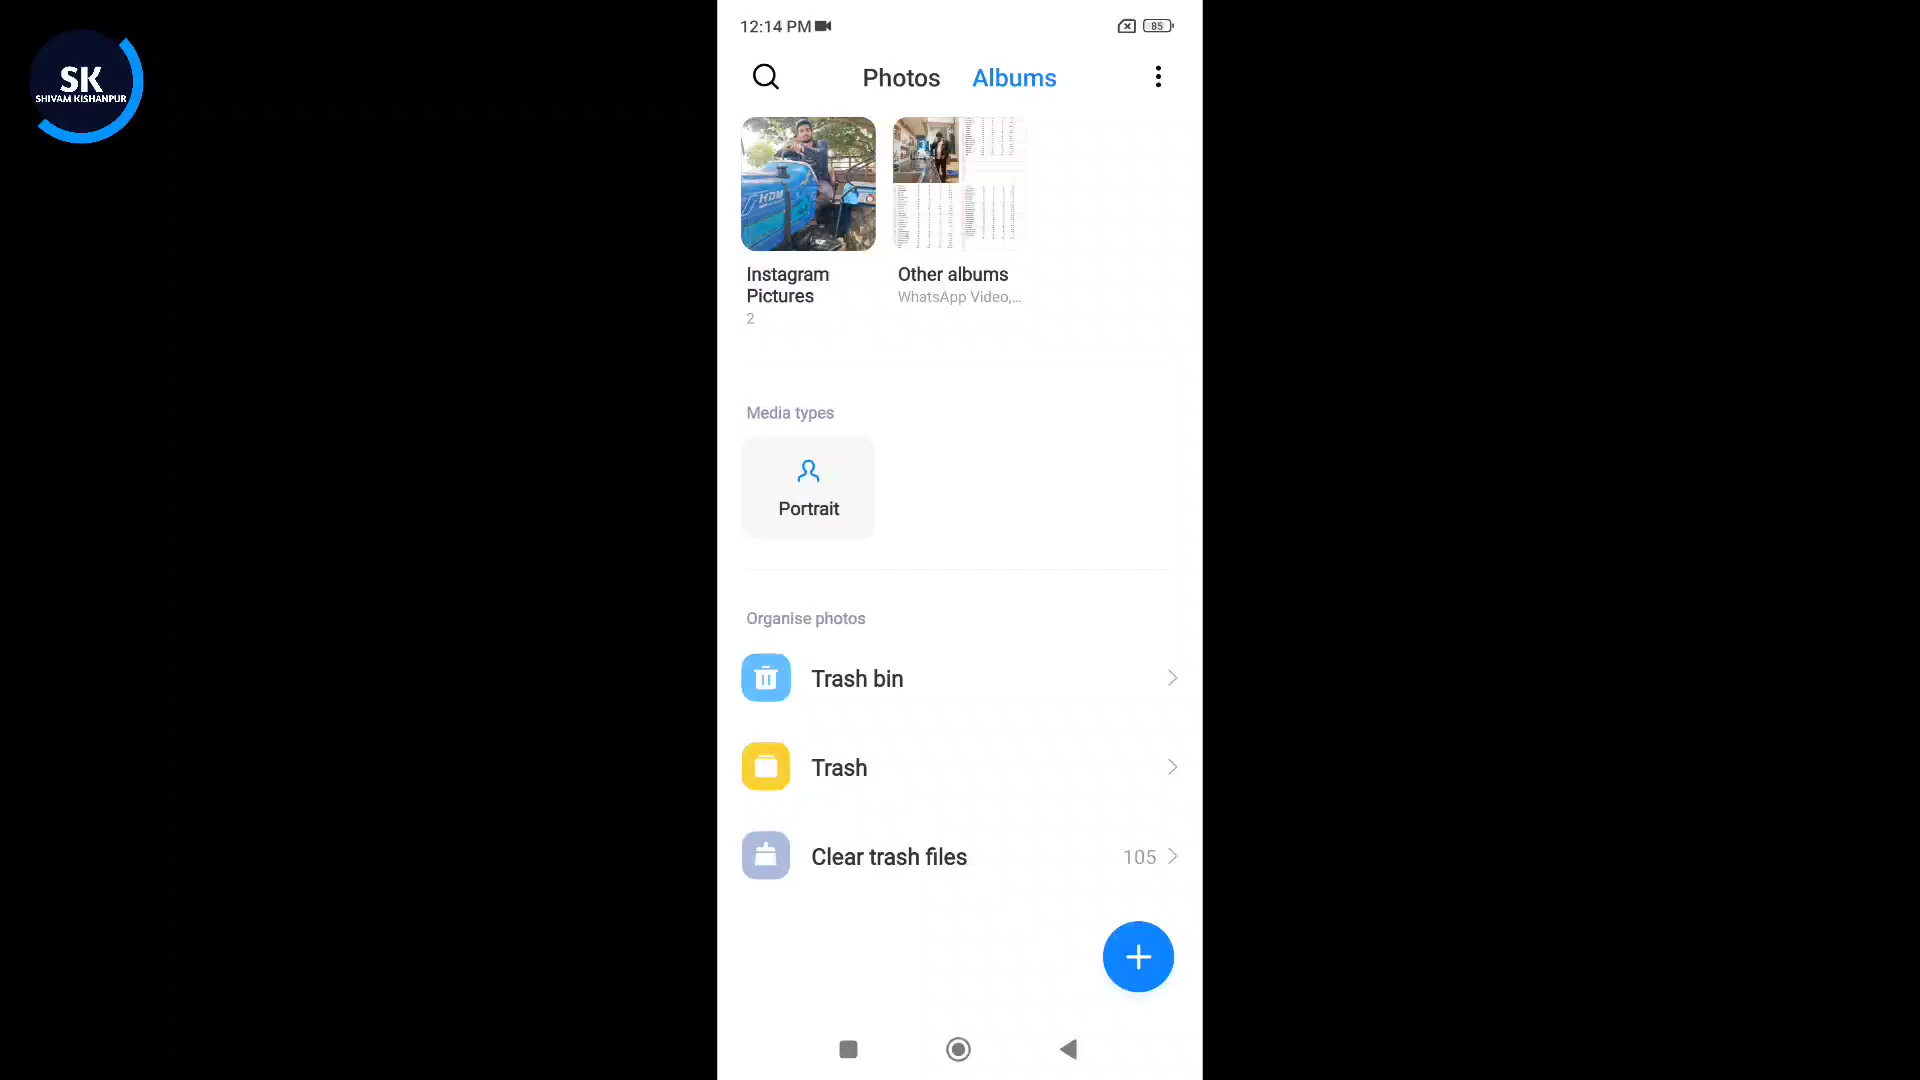 SK
SHIVAM KISHANPUR
12:14 PM
85
Photos
Albums
HDM
Instagram
Pictures
2
Other albums
WhatsApp Video,...
Media types
Portrait
Organise photos
Trash bin
Trash
Clear trash files
105